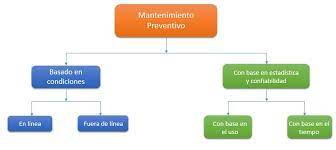 Mantenimiento
Preventivo
Basado en
condiciones
Con base en estadística
y confiabilidad
En línea
Fuera de línea
Con base en
el uso
Con base en el
tiempo